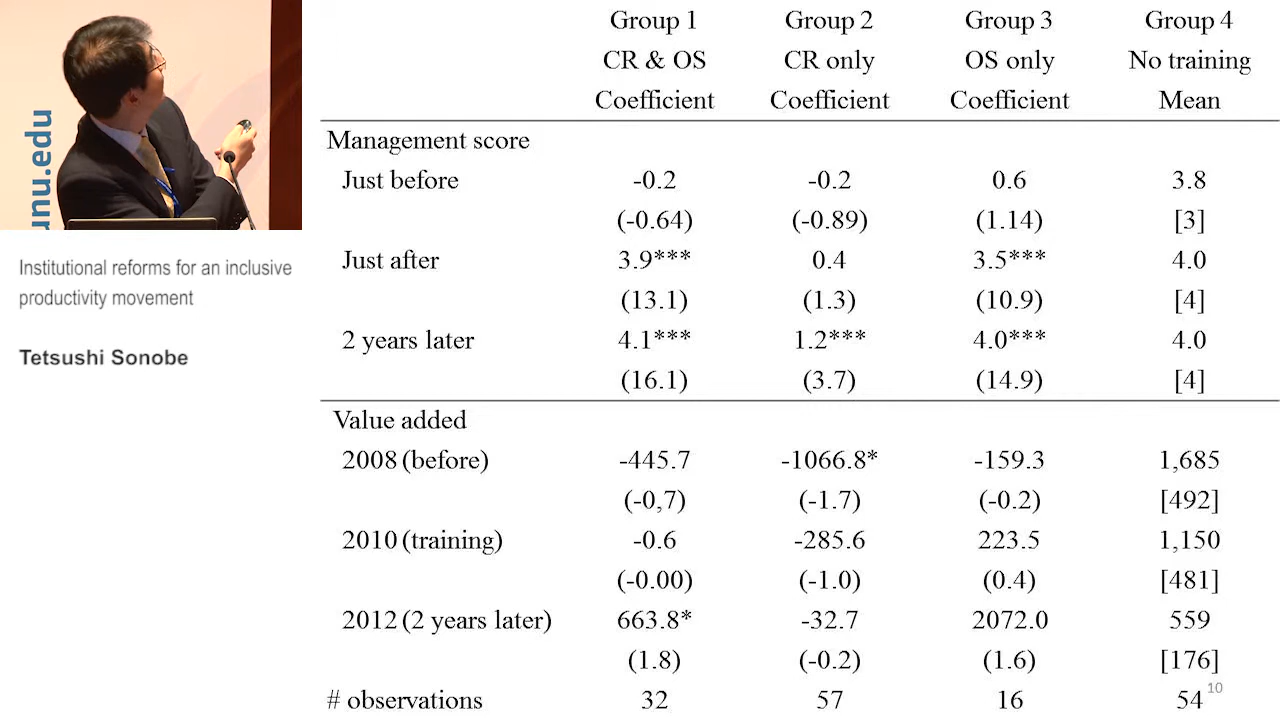 unu.edu
Institutional reforms for an inclusive
productivity movement
Tetsushi Sonobe
Group 1 Group 2 Group 3 Group 4
CR & OS CR only OS only No training
Coefficient Coefficient Coefficient Mean
Management score
Just before -0.2 -0.2 0.6 3.8
(-0.64) (-0.89) (1.14) [3]
Just after 3.9*** 0.4 3.5*** 4.0
(13.1) (1.3) (10.9) [4]
2 years later 4.1*** 1.2*** 4.0*** 4.0
(16.1) (3.7) (14.9) [4]
Value added
2008 (before) -445.7 -1066.8* -159.3 1,685
(-0,7) (-1.7) (-0.2) [492]
2010 (training) -0.6 -285.6 223.5 1,150
(-0.00) (-1.0) (0.4) [481]
2012 (2 years later) 663.8* -32.7 2072.0 559
(1.8) (-0.2) (1.6) [176]
# observations 32 57 16 54
10